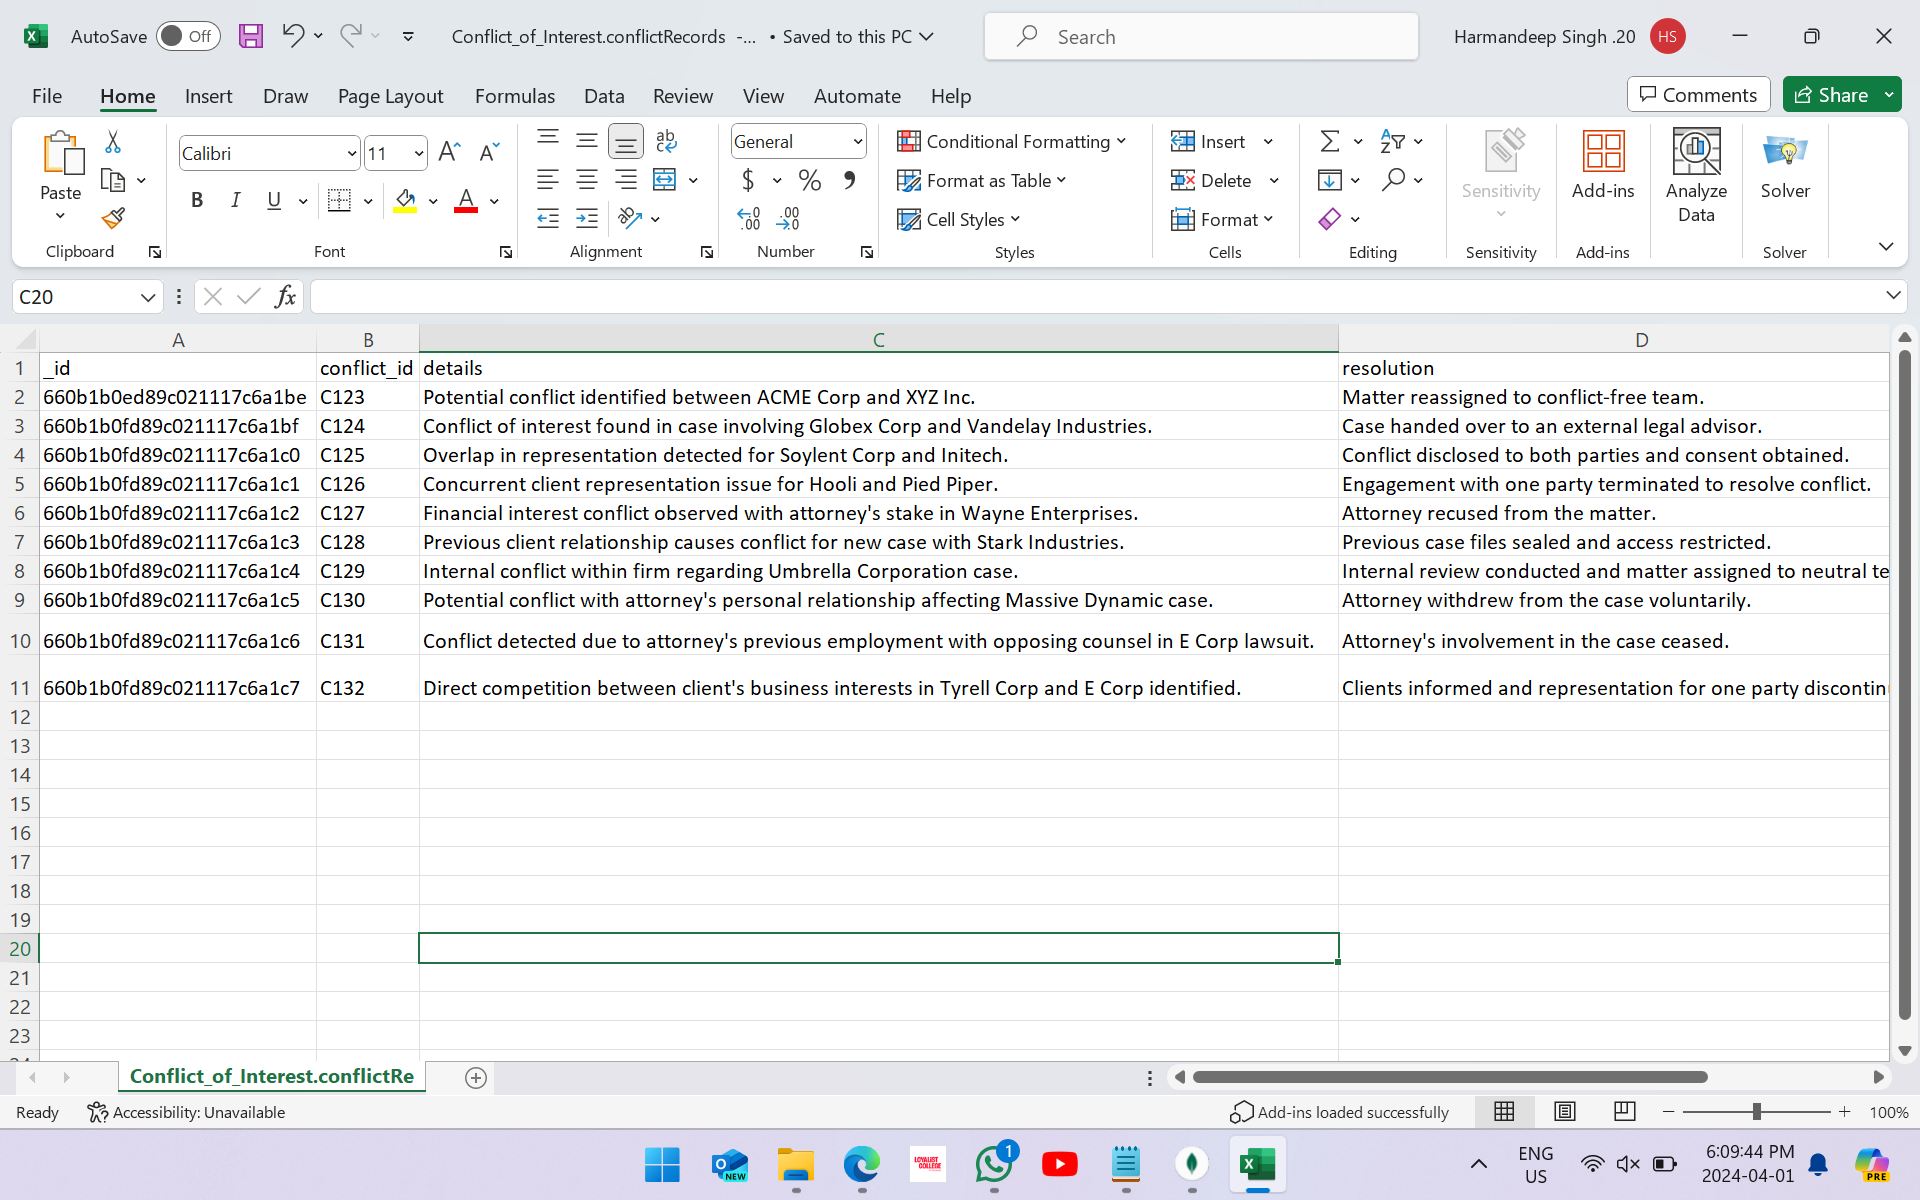 AutoSave Off Conflict_of_Interest.conflictRecords -... • Saved to this PC Search Harmandeep Singh .20 HS
File Home Insert Draw Page Layout Formulas Data Review View Automate Help Comments Share
Paste Calibri 11 General Conditional Formatting Insert
Format as Table Delete Sensitivity Add-ins Analyze Data Solver
B I U $ % Cell Styles Format
Clipboard Font Alignment Number Styles Cells Editing Sensitivity Add-ins Solver
C20 fx
A B C D
1 _id conflict_id details resolution
2 660b1b0ed89c021117c6a1be C123 Potential conflict identified between ACME Corp and XYZ Inc. Matter reassigned to conflict-free team.
3 660b1b0fd89c021117c6a1bf C124 Conflict of interest found in case involving Globex Corp and Vandelay Industries. Case handed over to an external legal advisor.
4 660b1b0fd89c021117c6a1c0 C125 Overlap in representation detected for Soylent Corp and Initech. Conflict disclosed to both parties and consent obtained.
5 660b1b0fd89c021117c6a1c1 C126 Concurrent client representation issue for Hooli and Pied Piper. Engagement with one party terminated to resolve conflict.
6 660b1b0fd89c021117c6a1c2 C127 Financial interest conflict observed with attorney's stake in Wayne Enterprises. Attorney recused from the matter.
7 660b1b0fd89c021117c6a1c3 C128 Previous client relationship causes conflict for new case with Stark Industries. Previous case files sealed and access restricted.
8 660b1b0fd89c021117c6a1c4 C129 Internal conflict within firm regarding Umbrella Corporation case. Internal review conducted and matter assigned to neutral te
9 660b1b0fd89c021117c6a1c5 C130 Potential conflict with attorney's personal relationship affecting Massive Dynamic case. Attorney withdrew from the case voluntarily.
10 660b1b0fd89c021117c6a1c6 C131 Conflict detected due to attorney's previous employment with opposing counsel in E Corp lawsuit. Attorney's involvement in the case ceased.
11 660b1b0fd89c021117c6a1c7 C132 Direct competition between client's business interests in Tyrell Corp and E Corp identified. Clients informed and representation for one party discontin
12
13
14
15
16
17
18
19
20
21
22
23
Conflict_of_Interest.conflictRe
Ready Accessibility: Unavailable Add-ins loaded successfully 100%
NEW LOYALIST COLLEGE 1 ENG US 6:09:44 PM 2024-04-01 PRE